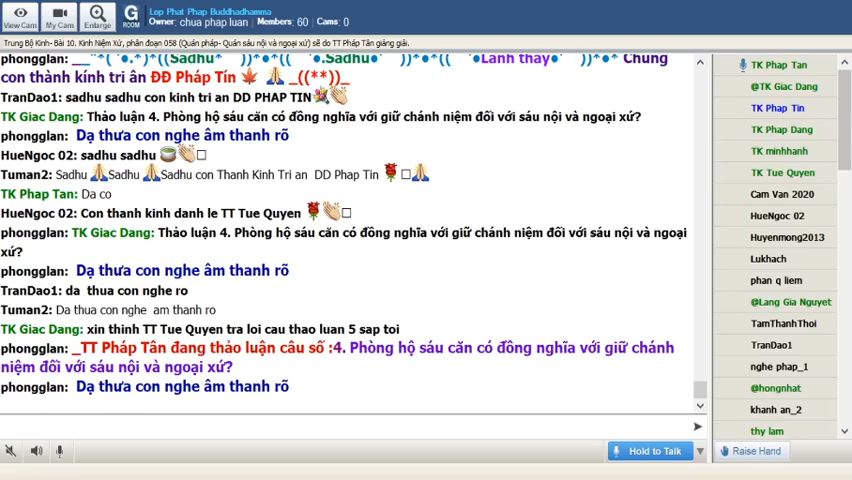 Lop Phat Phap Buddhadhamma
Owner: chua phap luan Members: 60 Cams: 0
View Cam My Cam Enlarge G ROOM
Trung Bộ Kinh- Bài 10. Kinh Niệm Xứ, phân đoạn 058 (Quán pháp- Quán sáu nội và ngoại xứ) sẽ do TT Pháp Tân giảng giải.
phongglan: __"*(¨•.•)*((Sadhu* ))•*•(( •.Sadhu* ))•*•(( *•Lành thay))•*• Chúng
con thành kính tri ân ĐĐ Pháp Tín 🍁 🙏 _((**))_
TranDao1: sadhu sadhu con kinh tri an DD PHAP TIN💐👏
TK Giac Dang: Thảo luận 4. Phòng hộ sáu căn có đồng nghĩa với giữ chánh niệm đối với sáu nội và ngoại xứ?
phongglan: Dạ thưa con nghe âm thanh rõ
HueNgoc 02: sadhu sadhu 🍵👏□
Tuman2: Sadhu 🙏Sadhu 🙏Sadhu con Thanh Kinh Tri an DD Phap Tin 🌹□🙏
TK Phap Tan: Da co
HueNgoc 02: Con thanh kinh danh le TT Tue Quyen 🌹👏□
phongglan: TK Giac Dang: Thảo luận 4. Phòng hộ sáu căn có đồng nghĩa với giữ chánh niệm đối với sáu nội và ngoại
xứ?
phongglan: Dạ thưa con nghe âm thanh rõ
TranDao1: da thua con nghe ro
Tuman2: Da thua con nghe am thanh ro
TK Giac Dang: xin thinh TT Tue Quyen tra loi cau thao luan 5 sap toi
phongglan: _TT Pháp Tân đang thảo luận câu số :4. Phòng hộ sáu căn có đồng nghĩa với giữ chánh
niệm đối với sáu nội và ngoại xứ?
phongglan: Dạ thưa con nghe âm thanh rõ
Hold to Talk
TK Phap Tan
@TK Giac Dang
TK Phap Tin
TK Phap Dang
TK minhhanh
TK Tue Quyen
Cam Van 2020
HueNgoc 02
Huyenmong2013
Lukhach
phan q liem
@Lang Gia Nguyet
TamThanhThoi
TranDao1
nghe phap_1
@hongnhat
khanh an_2
thy lam
Raise Hand